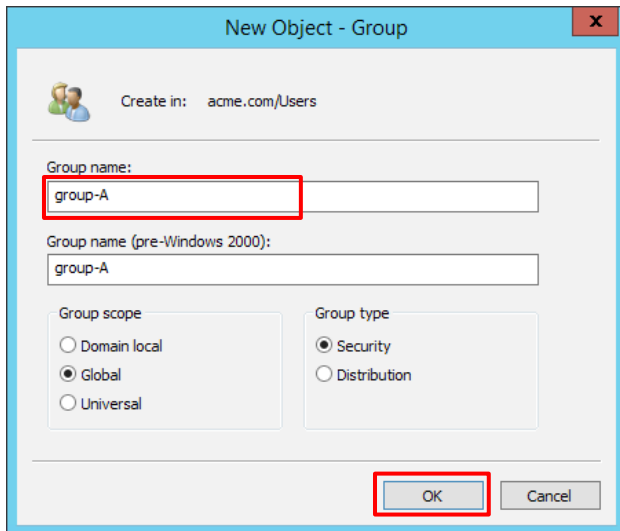 New Object - Group
x
Create in: acme.com/Users
Group name:
group-A
Group name (pre-Windows 2000):
group-A
Group scope
Domain local
Global
Universal
Group type
Security
Distribution
OK
Cancel